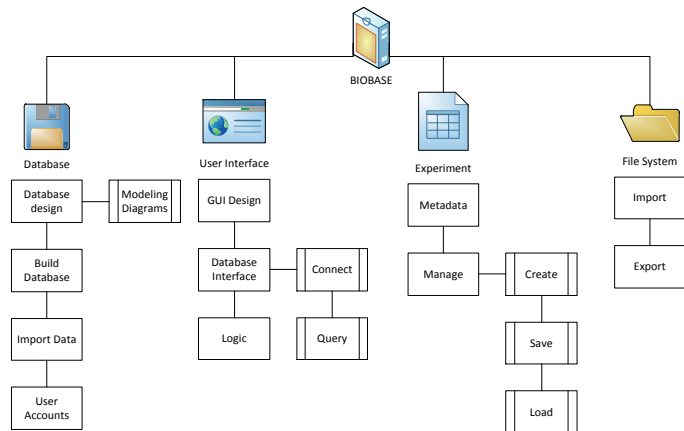 BIOBASE
Database
User Interface
Experiment
File System
Database
design
Modeling
Diagrams
Build
Database
Import Data
User
Accounts
GUI Design
Database
Interface
Connect
Logic
Query
Metadata
Manage
Create
Save
Load
Import
Export